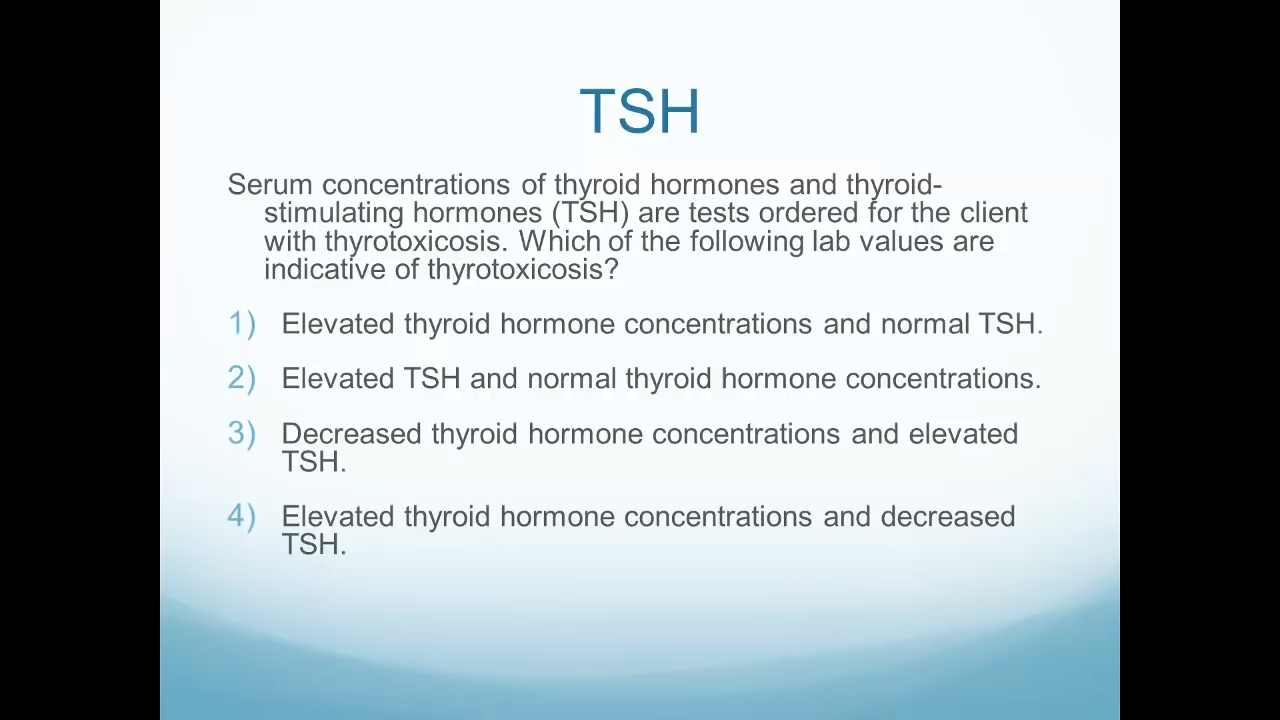 TSH
Serum concentrations of thyroid hormones and thyroid-
stimulating hormones (TSH) are tests ordered for the client
with thyrotoxicosis. Which of the following lab values are
indicative of thyrotoxicosis?
1) Elevated thyroid hormone concentrations and normal TSH.
2) Elevated TSH and normal thyroid hormone concentrations.
3) Decreased thyroid hormone concentrations and elevated
TSH.
4) Elevated thyroid hormone concentrations and decreased
TSH.